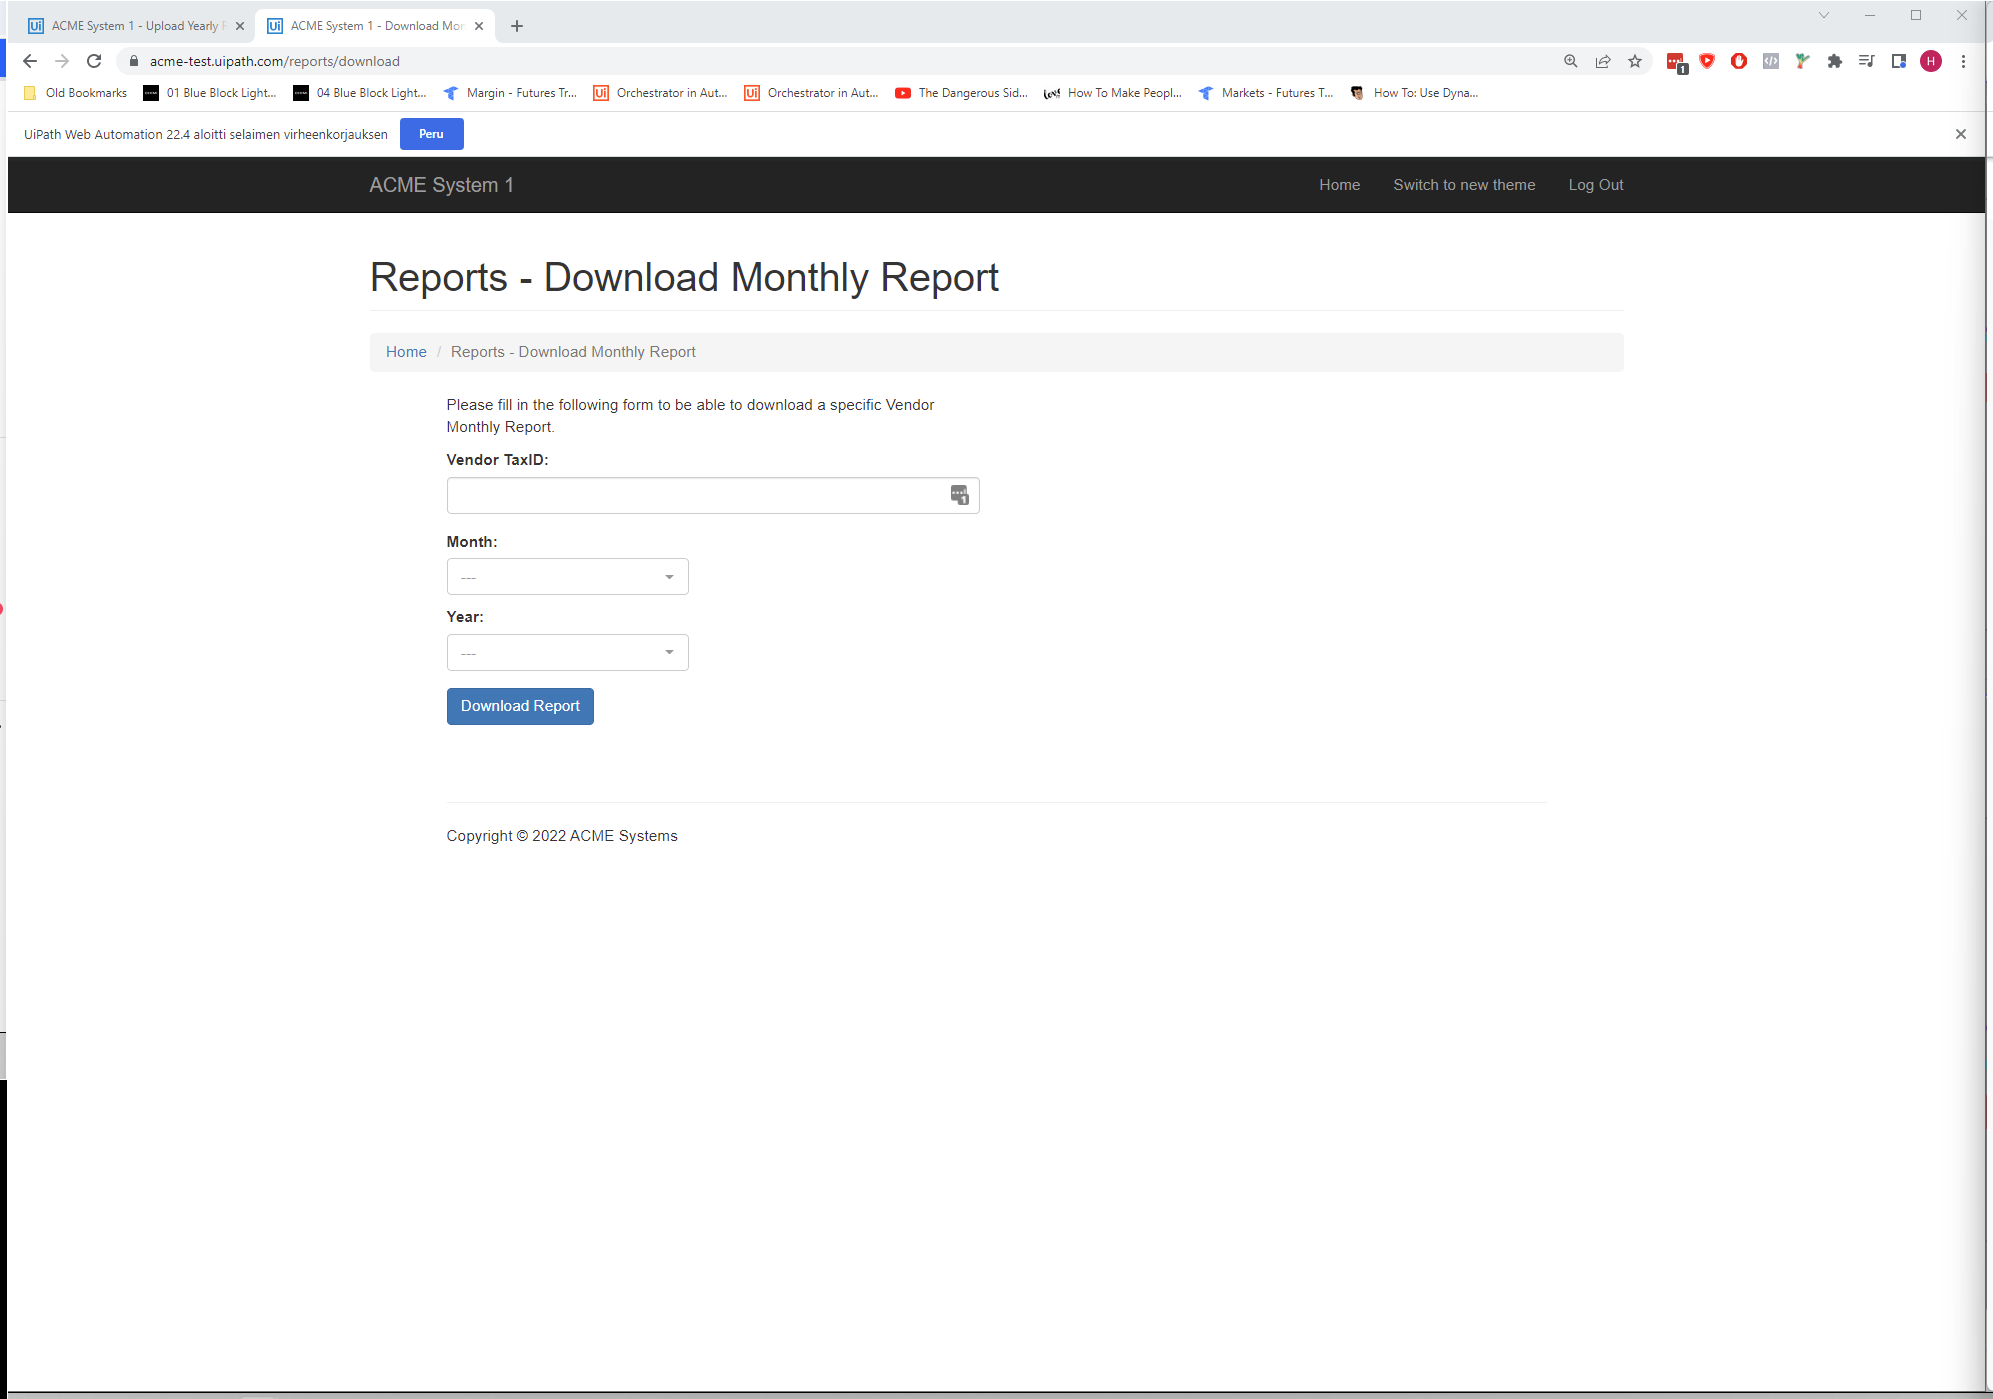 ACME System 1 - Upload Yearly
ACME System 1 - Download Mon
acme-test.uipath.com/reports/download
1
H
Old Bookmarks
01 Blue Block Light...
04 Blue Block Light...
Margin - Futures Tr...
Orchestrator in Aut...
Orchestrator in Aut...
The Dangerous Sid...
How To Make Peopl...
Markets - Futures T...
How To: Use Dyna...
UiPath Web Automation 22.4 aloitti selaimen virheenkorjauksen
Peru
ACME System 1
Home
Switch to new theme
Log Out
Reports - Download Monthly Report
Home / Reports - Download Monthly Report
Please fill in the following form to be able to download a specific Vendor
Monthly Report.
Vendor TaxID:
1
Month:
---
Year:
---
Download Report
Copyright © 2022 ACME Systems